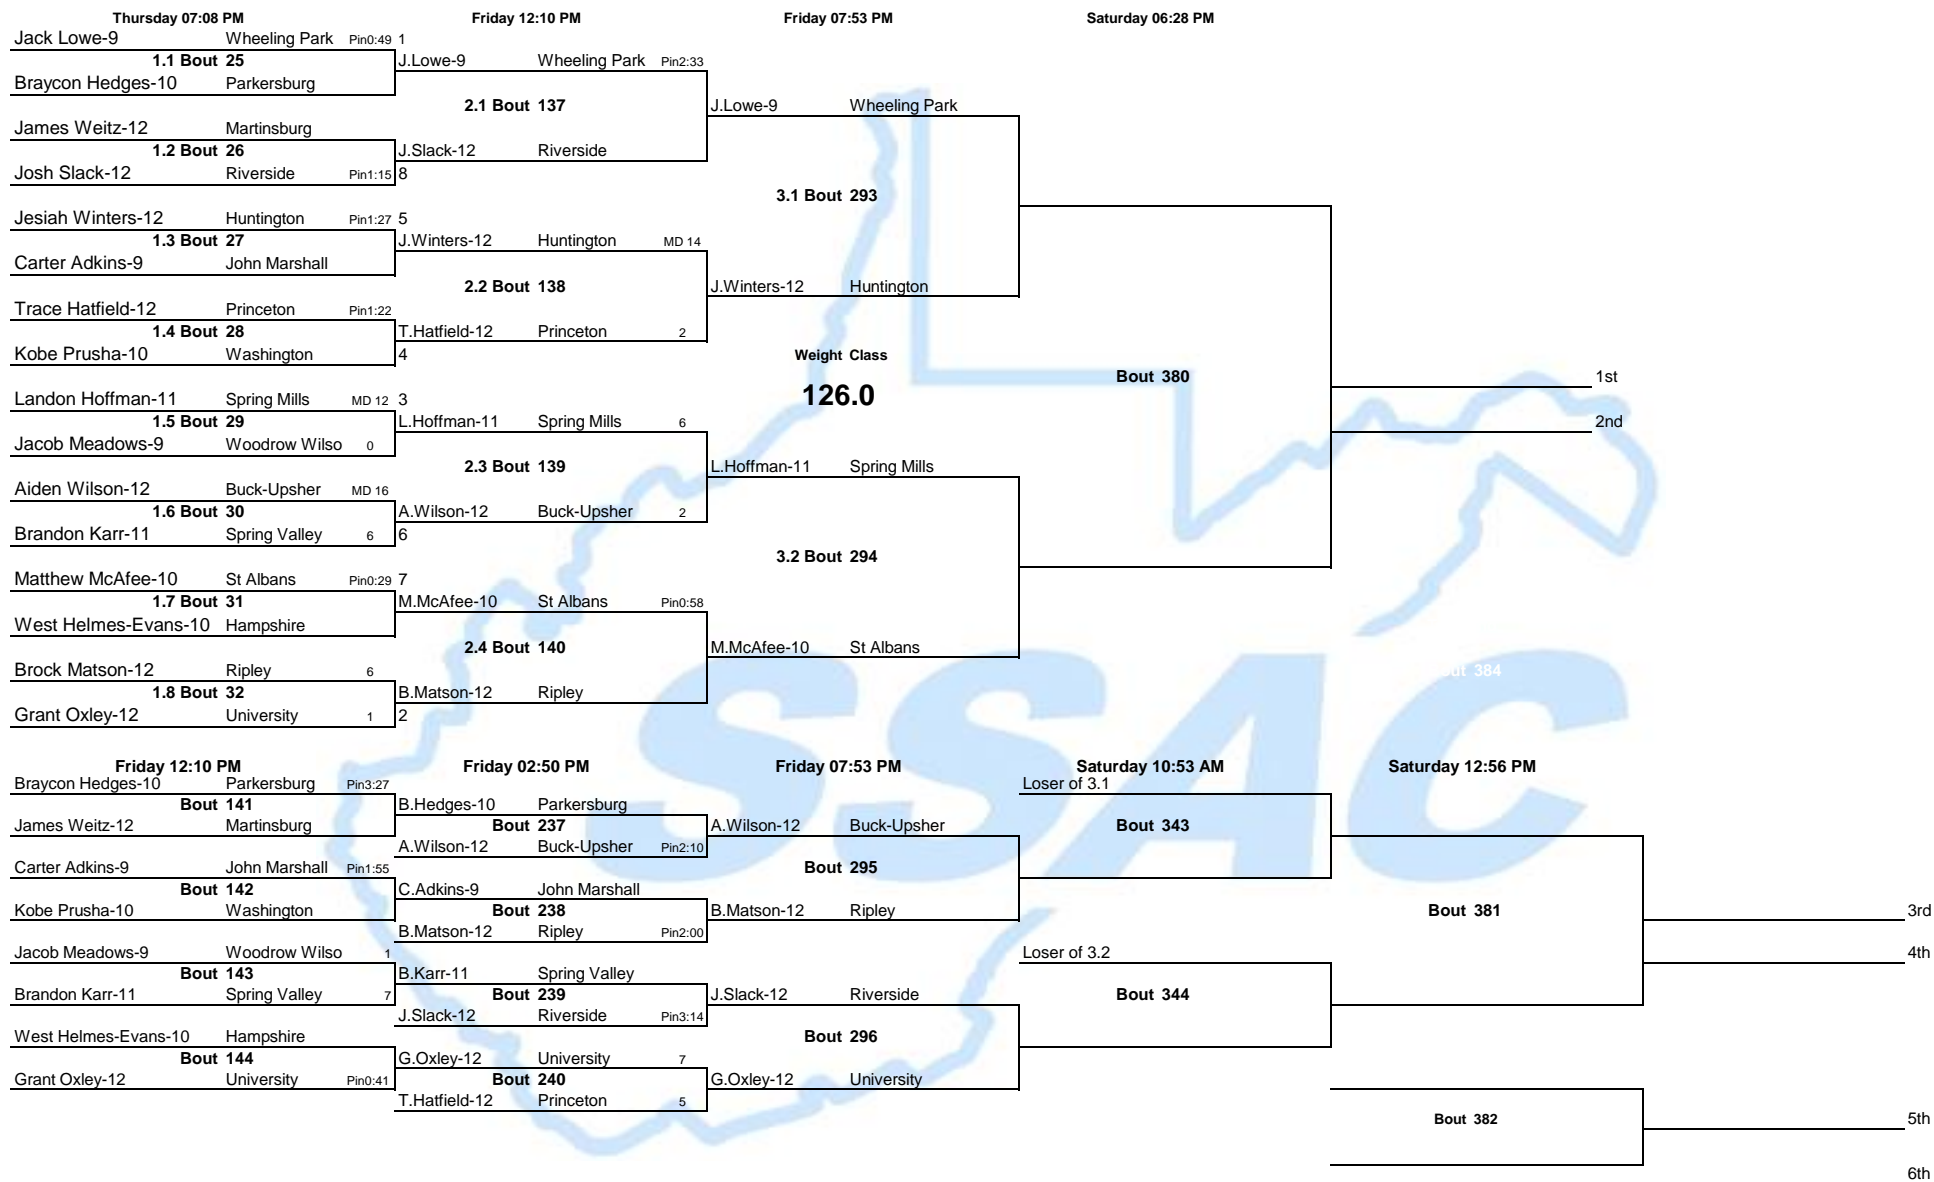 Thursday 07:08 PM Friday 12:10 PM Friday 07:53 PM Saturday 06:28 PM
Jack Lowe-9 Wheeling Park Pin0:49 1
1.1 Bout 25 J.Lowe-9 Wheeling Park Pin2:33
Braycon Hedges-10 Parkersburg
2.1 Bout 137 J.Lowe-9 Wheeling Park
James Weitz-12 Martinsburg
1.2 Bout 26 J.Slack-12 Riverside
Josh Slack-12 Riverside Pin1:15 8
3.1 Bout 293
Jesiah Winters-12 Huntington Pin1:27 5
1.3 Bout 27 J.Winters-12 Huntington MD 14
Carter Adkins-9 John Marshall
2.2 Bout 138 J.Winters-12 Huntington
Trace Hatfield-12 Princeton Pin1:22
1.4 Bout 28 T.Hatfield-12 Princeton 2
Kobe Prusha-10 Washington 4 Weight Class
Bout 380 1st
Landon Hoffman-11 Spring Mills MD 12 3 126.0
1.5 Bout 29 L.Hoffman-11 Spring Mills 6 2nd
Jacob Meadows-9 Woodrow Wilso 0
2.3 Bout 139 L.Hoffman-11 Spring Mills
Aiden Wilson-12 Buck-Upsher MD 16
1.6 Bout 30 A.Wilson-12 Buck-Upsher 2
Brandon Karr-11 Spring Valley 6 6
3.2 Bout 294
Matthew McAfee-10 St Albans Pin0:29 7
1.7 Bout 31 M.McAfee-10 St Albans Pin0:58
West Helmes-Evans-10 Hampshire
2.4 Bout 140 M.McAfee-10 St Albans
Brock Matson-12 Ripley 6 Bout 384
1.8 Bout 32 B.Matson-12 Ripley
Grant Oxley-12 University 1 2
SSAC
Friday 12:10 PM Friday 02:50 PM Friday 07:53 PM Saturday 10:53 AM Saturday 12:56 PM
Braycon Hedges-10 Parkersburg Pin3:27 Loser of 3.1
Bout 141 B.Hedges-10 Parkersburg
James Weitz-12 Martinsburg Bout 237 A.Wilson-12 Buck-Upsher Bout 343
A.Wilson-12 Buck-Upsher Pin2:10
Carter Adkins-9 John Marshall Pin1:55 Bout 295
Bout 142 C.Adkins-9 John Marshall
Kobe Prusha-10 Washington Bout 238 B.Matson-12 Ripley Bout 381 3rd
B.Matson-12 Ripley Pin2:00
Jacob Meadows-9 Woodrow Wilso 1 Loser of 3.2 4th
Bout 143 B.Karr-11 Spring Valley
Brandon Karr-11 Spring Valley 7 Bout 239 J.Slack-12 Riverside Bout 344
J.Slack-12 Riverside Pin3:14
West Helmes-Evans-10 Hampshire Bout 296
Bout 144 G.Oxley-12 University 7
Grant Oxley-12 University Pin0:41 Bout 240 G.Oxley-12 University
T.Hatfield-12 Princeton 5
Bout 382 5th
6th